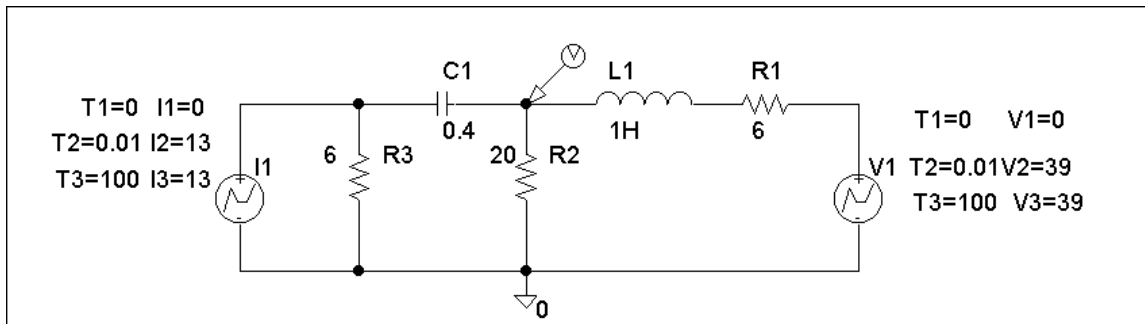 V
C1
L1
R1
T1=0 I1=0
T2=0.01 I2=13
T3=100 I3=13
I1
+
-
6
R3
0.4
20
R2
1H
6
T1=0 V1=0
V1 T2=0.01 V2=39
T3=100 V3=39
+
-
0